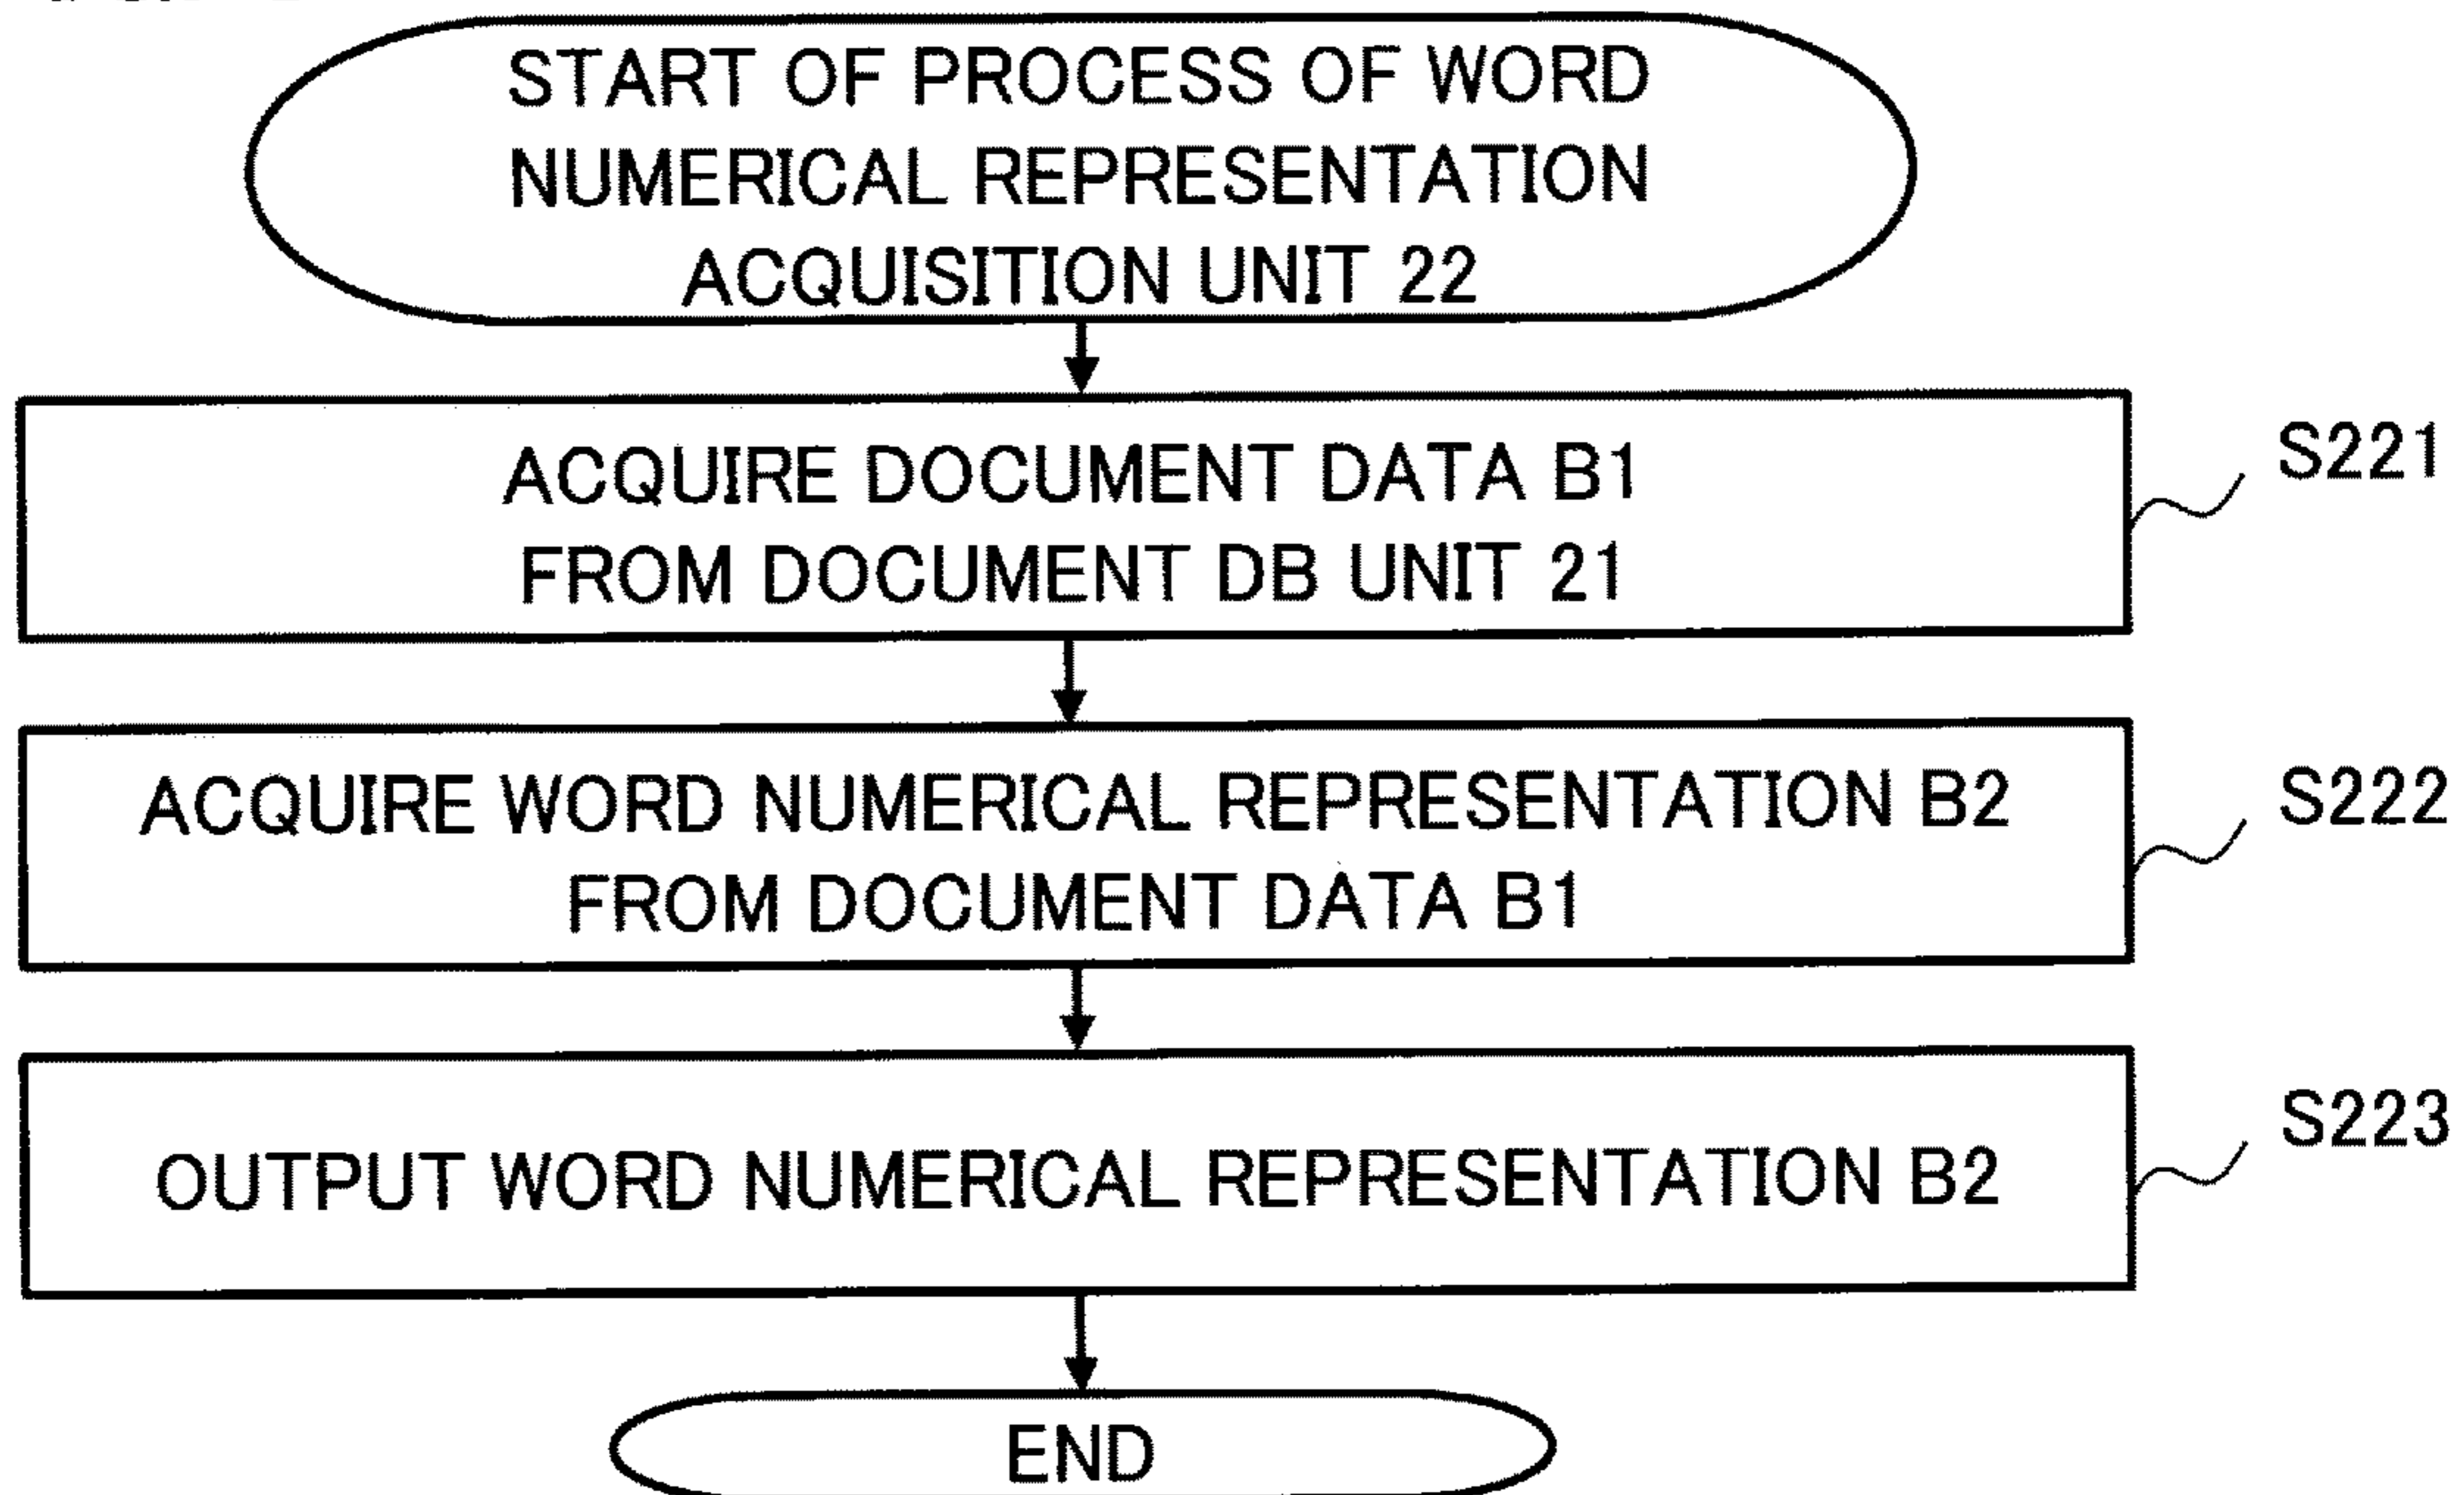 START OF PROCESS OF WORD
NUMERICAL REPRESENTATION
ACQUISITION UNIT 22
ACQUIRE DOCUMENT DATA B1
FROM DOCUMENT DB UNIT 21
S221
ACQUIRE WORD NUMERICAL REPRESENTATION B2
FROM DOCUMENT DATA B1
S222
OUTPUT WORD NUMERICAL REPRESENTATION B2
S223
END